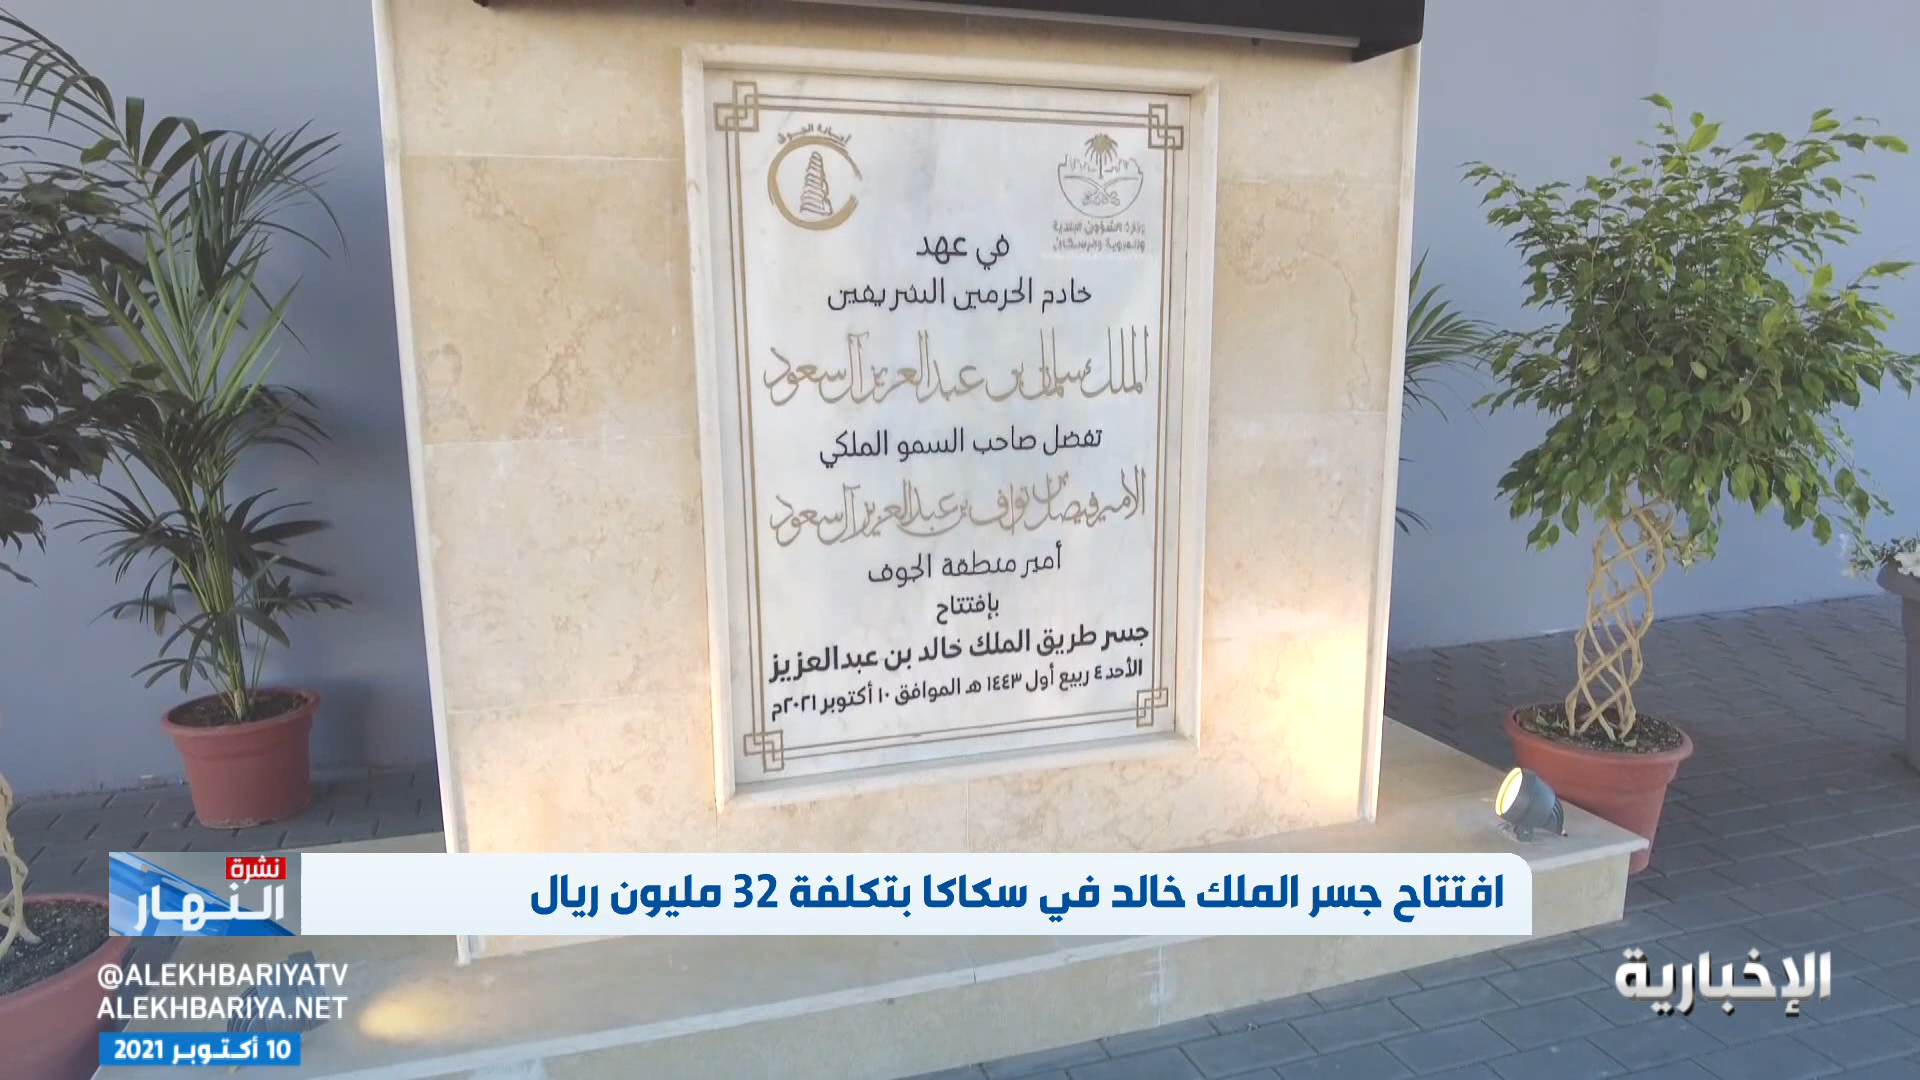 أمانة الجوف
وزارة الشؤون البلدية
والقروية والإسكان
في عهد
خادم الحرمين الشريفين
الملك سلمان بن عبدالعزيز آل سعود
تفضل صاحب السمو الملكي
الأمير فيصل بن نواف بن عبدالعزيز آل سعود
أمير منطقة الجوف
بإفتتاح
جسر طريق الملك خالد بن عبدالعزيز
الأحد ٤ ربيع أول ١٤٤٣ هـ الموافق ١٠ أكتوبر ٢٠٢١م
افتتاح جسر الملك خالد في سكاكا بتكلفة 32 مليون ريال
نشرة
النهار
@ALEKHBARIYATV
ALEKHBARIYA.NET
10 أكتوبر 2021
الإخبارية